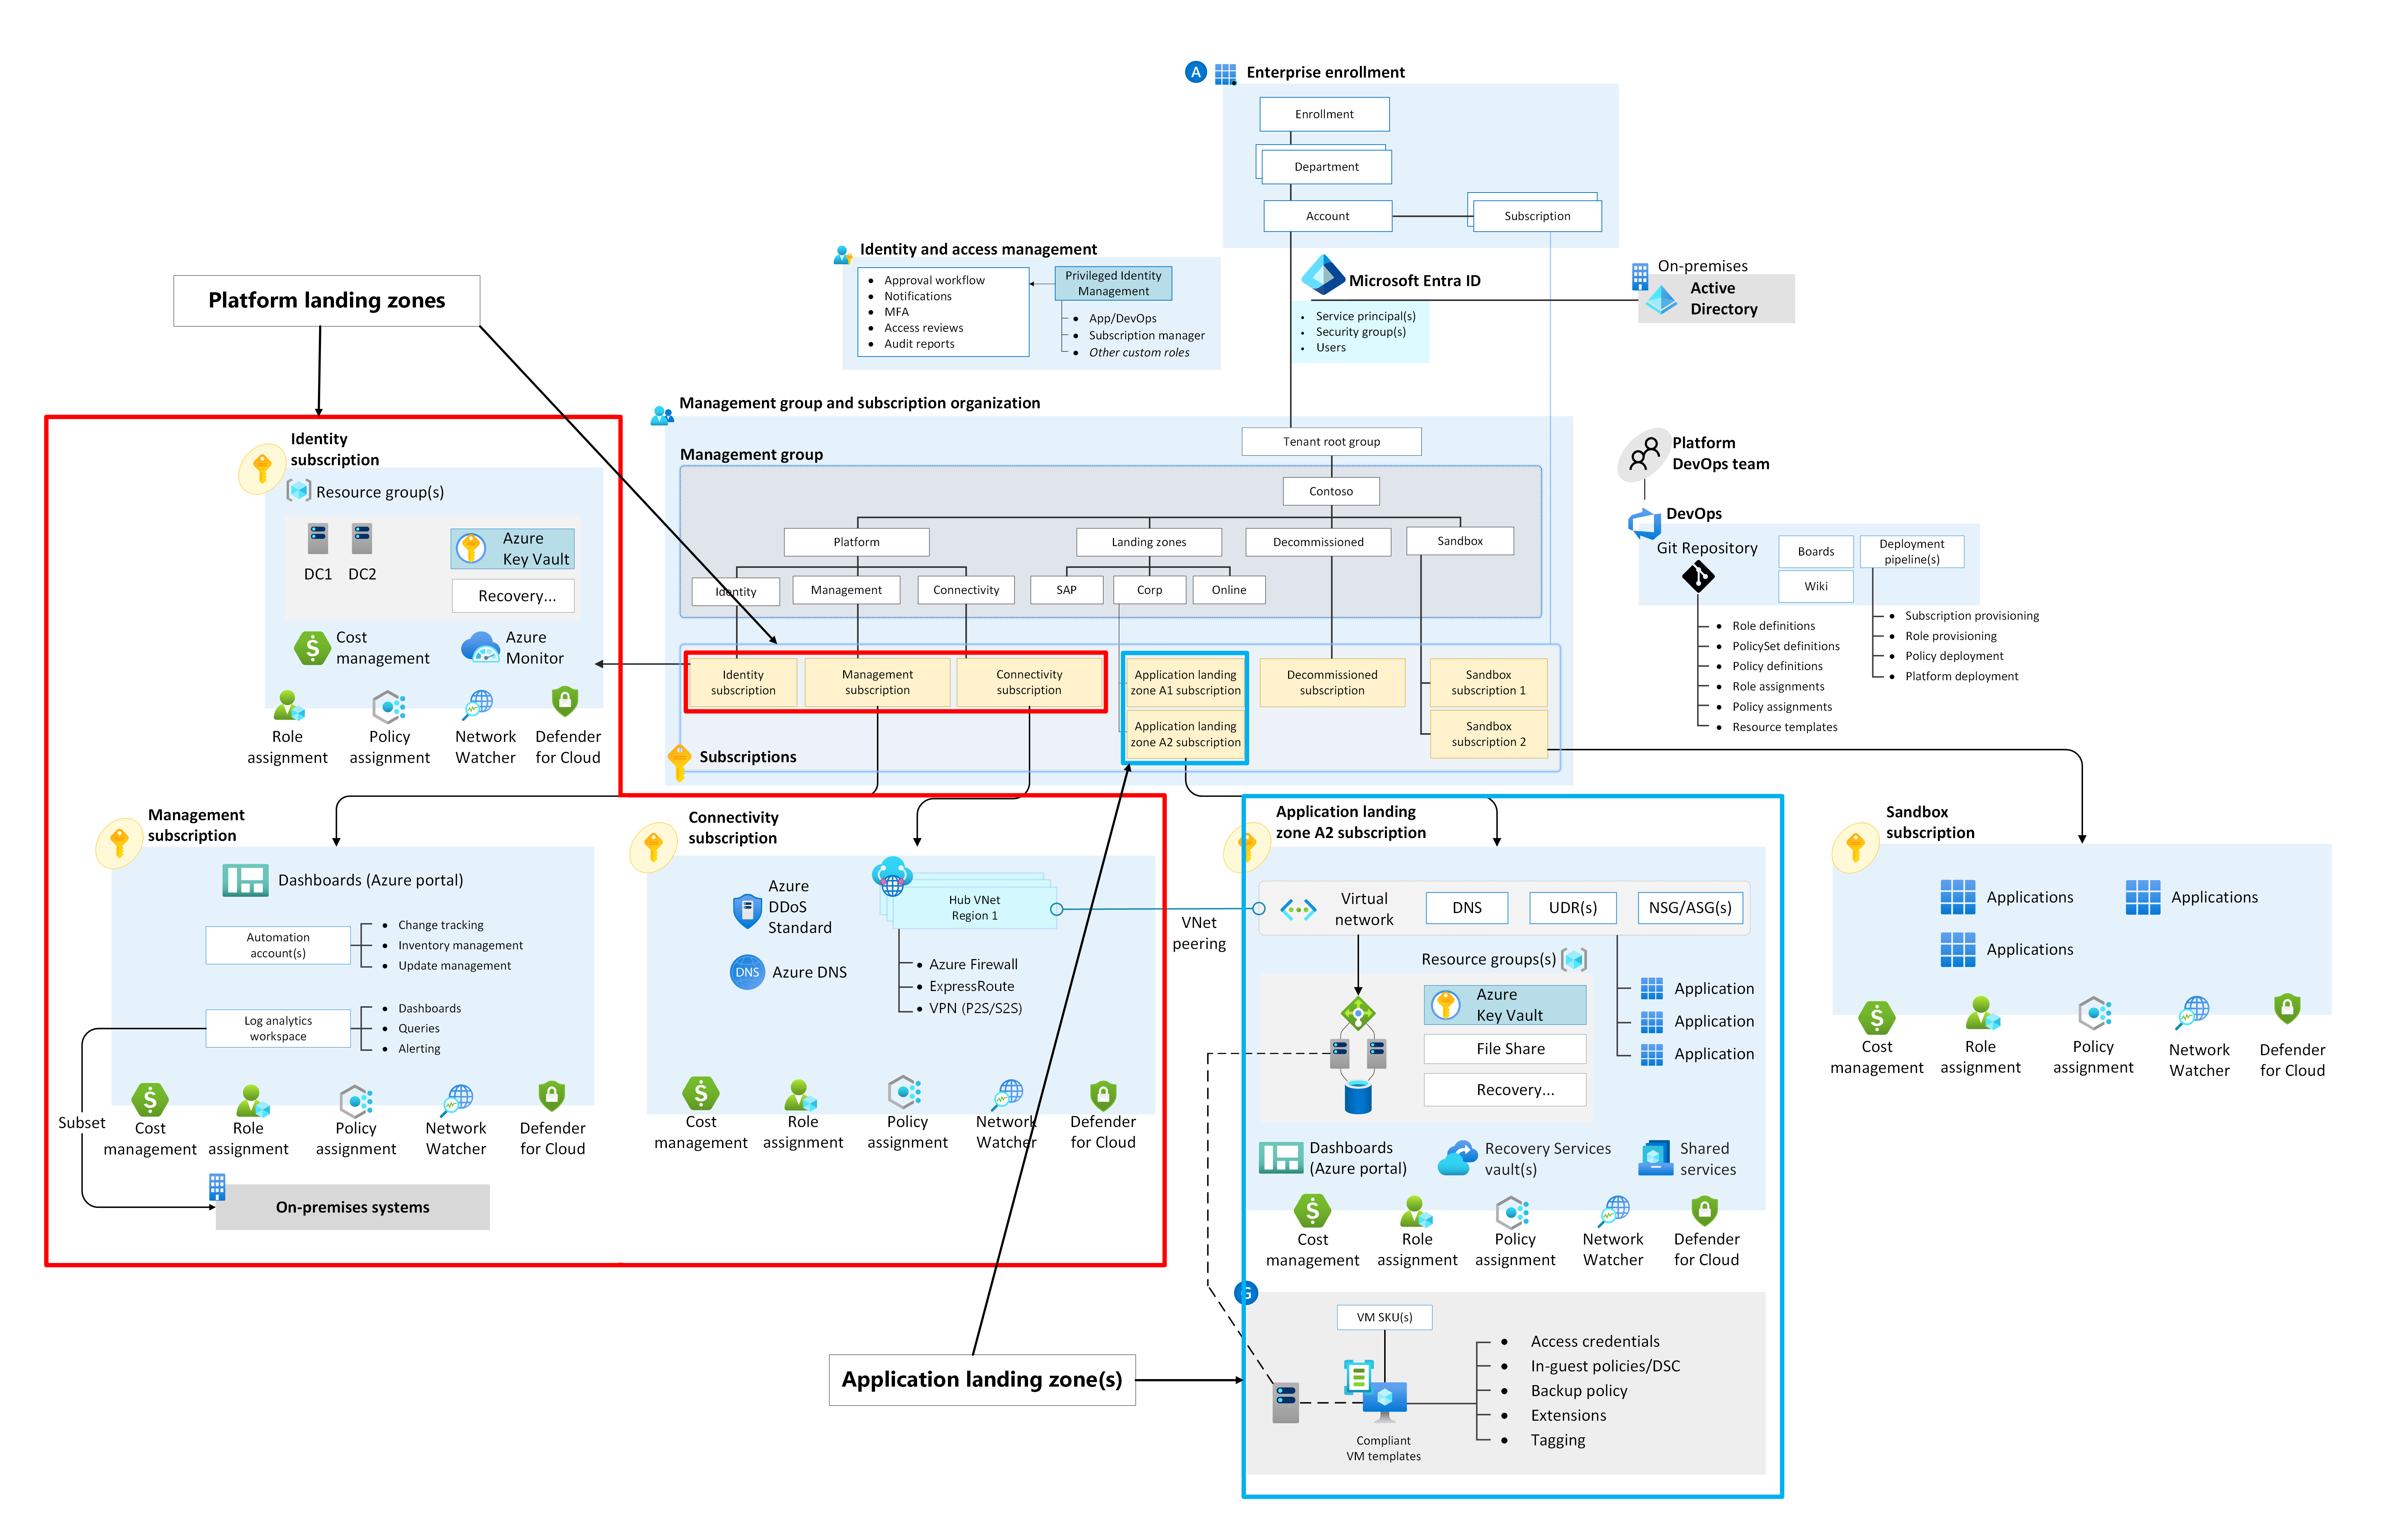 A
Enterprise enrollment
Enrollment
Department
Account
Subscription
Identity and access management
Approval workflow
Notifications
MFA
Access reviews
Audit reports
Privileged Identity
Management
App/DevOps
Subscription manager
Other custom roles
Microsoft Entra ID
Service principal(s)
Security group(s)
Users
On-premises
Active
Directory
Platform landing zones
Management group and subscription organization
Tenant root group
Management group
Contoso
Platform
Landing zones
Decommissioned
Sandbox
Identity
Management
Connectivity
SAP
Corp
Online
Identity
subscription
Management
subscription
Connectivity
subscription
Application landing
zone A1 subscription
Application landing
zone A2 subscription
Decommissioned
subscription
Sandbox
subscription 1
Sandbox
subscription 2
Subscriptions
Platform
DevOps team
DevOps
Git Repository
Boards
Wiki
Deployment
pipeline(s)
Role definitions
PolicySet definitions
Policy definitions
Role assignments
Policy assignments
Resource templates
Subscription provisioning
Role provisioning
Policy deployment
Platform deployment
Identity
subscription
Resource group(s)
DC1
DC2
Azure
Key Vault
Recovery...
Cost
management
Azure
Monitor
Role
assignment
Policy
assignment
Network
Watcher
Defender
for Cloud
Management
subscription
Dashboards (Azure portal)
Automation
account(s)
Change tracking
Inventory management
Update management
Log analytics
workspace
Dashboards
Queries
Alerting
Subset
Cost
management
Role
assignment
Policy
assignment
Network
Watcher
Defender
for Cloud
On-premises systems
Connectivity
subscription
Azure
DDoS
Standard
DNS
Azure DNS
Hub VNet
Region 1
Azure Firewall
ExpressRoute
VPN (P2S/S2S)
Cost
management
Role
assignment
Policy
assignment
Network
Watcher
Defender
for Cloud
VNet
peering
Application landing
zone A2 subscription
Virtual
network
DNS
UDR(s)
NSG/ASG(s)
Resource groups(s)
Azure
Key Vault
File Share
Recovery...
Application
Application
Application
Dashboards
(Azure portal)
Recovery Services
vault(s)
Shared
services
Cost
management
Role
assignment
Policy
assignment
Network
Watcher
Defender
for Cloud
G
VM SKU(s)
Compliant
VM templates
Access credentials
In-guest policies/DSC
Backup policy
Extensions
Tagging
Application landing zone(s)
Sandbox
subscription
Applications
Applications
Applications
Cost
management
Role
assignment
Policy
assignment
Network
Watcher
Defender
for Cloud